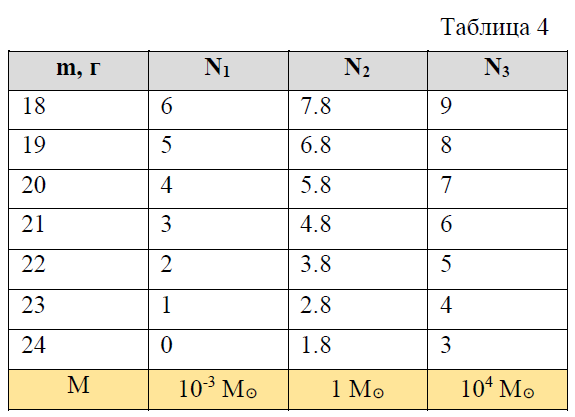 Таблица 4
m, г N₁ N₂ N₃
18 6 7.8 9
19 5 6.8 8
20 4 5.8 7
21 3 4.8 6
22 2 3.8 5
23 1 2.8 4
24 0 1.8 3
М 10⁻³ M⊙ 1 M⊙ 10⁴ M⊙